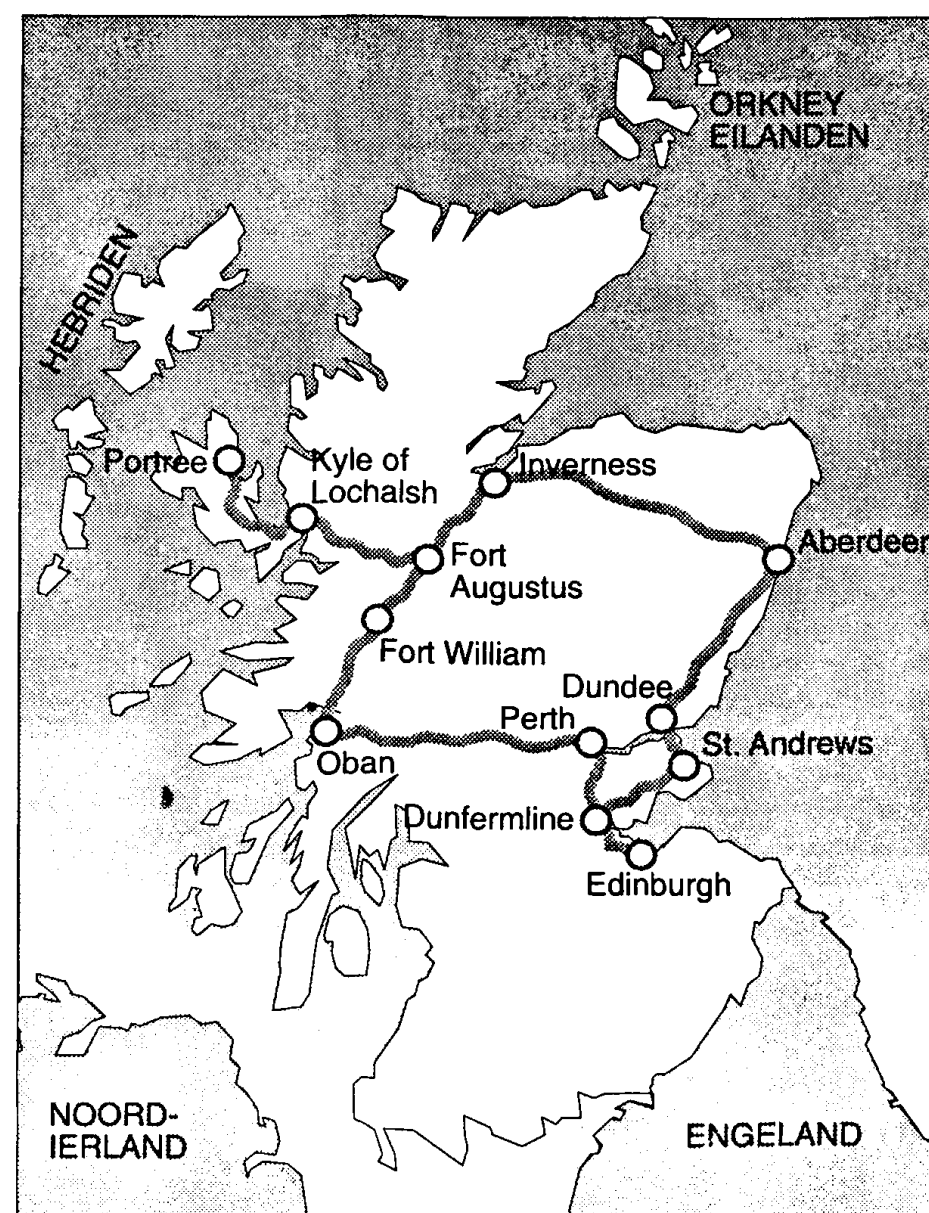 ORKNEY
EILANDEN
HEBRIDEN
Portree
Kyle of
Lochalsh
Inverness
Aberdeen
Fort
Augustus
Fort William
Dundee
Perth
St. Andrews
Oban
Dunfermline
Edinburgh
NOORD-
IERLAND
ENGELAND